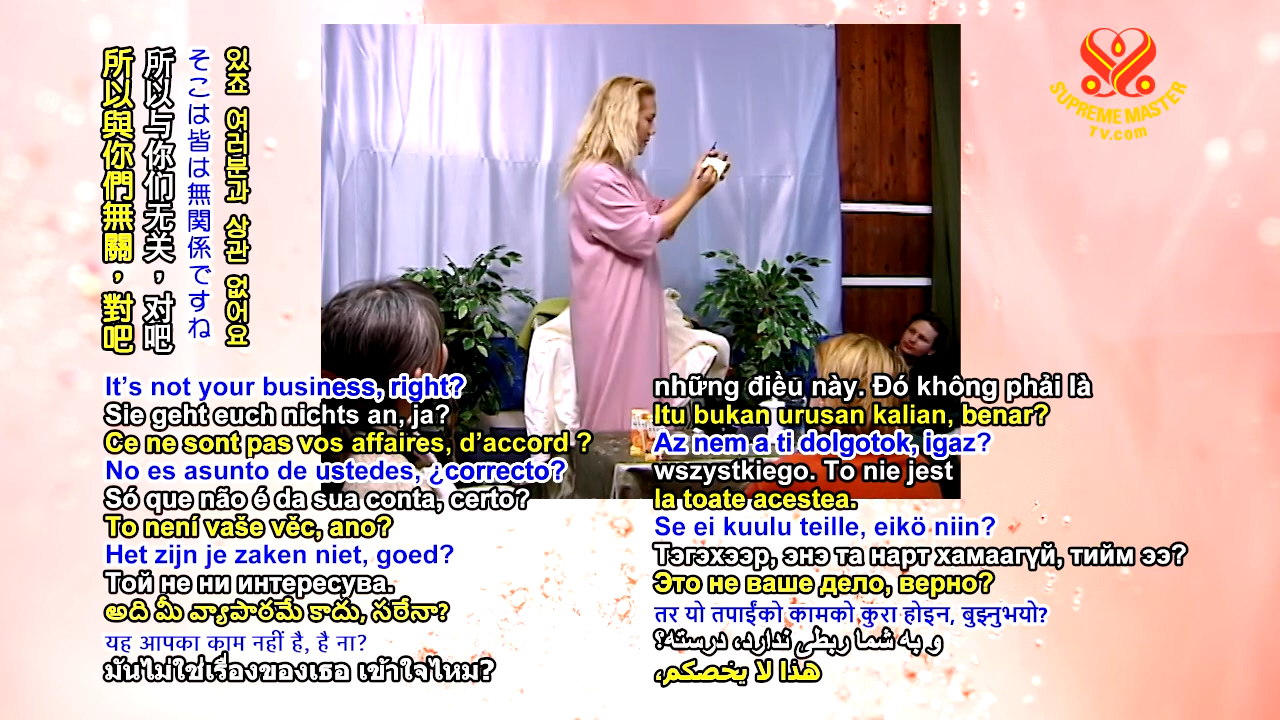 所以與你們無關，對吧
所以与你们无关，对吧
そこは皆は無関係ですね
있죠 여러분과 상관 없어요
SUPREME MASTER
TV.com
It’s not your business, right?
Sie geht euch nichts an, ja?
Ce ne sont pas vos affaires, d’accord ?
No es asunto de ustedes, ¿correcto?
Só que não é da sua conta, certo?
To není vaše věc, ano?
Het zijn je zaken niet, goed?
Той не ни интересува.
అది మీ వ్యాపారమే కాదు, సరేనా?
यह आपका काम नहीं है, है ना?
มันไม่ใช่เรื่องของเธอ เข้าใจไหม?
những điều này. Đó không phải là
Itu bukan urusan kalian, benar?
Az nem a ti dolgotok, igaz?
wszystkiego. To nie jest
la toate acestea.
Se ei kuulu teille, eikö niin?
Тэгэхээр, энэ та нарт хамаагүй, тийм ээ?
Это не ваше дело, верно?
तर यो तपाईंको कामको कुरा होइन, बुझ्नुभयो?
و به شما ربطی ندارد، درسته؟
هذا لا يخصكم،